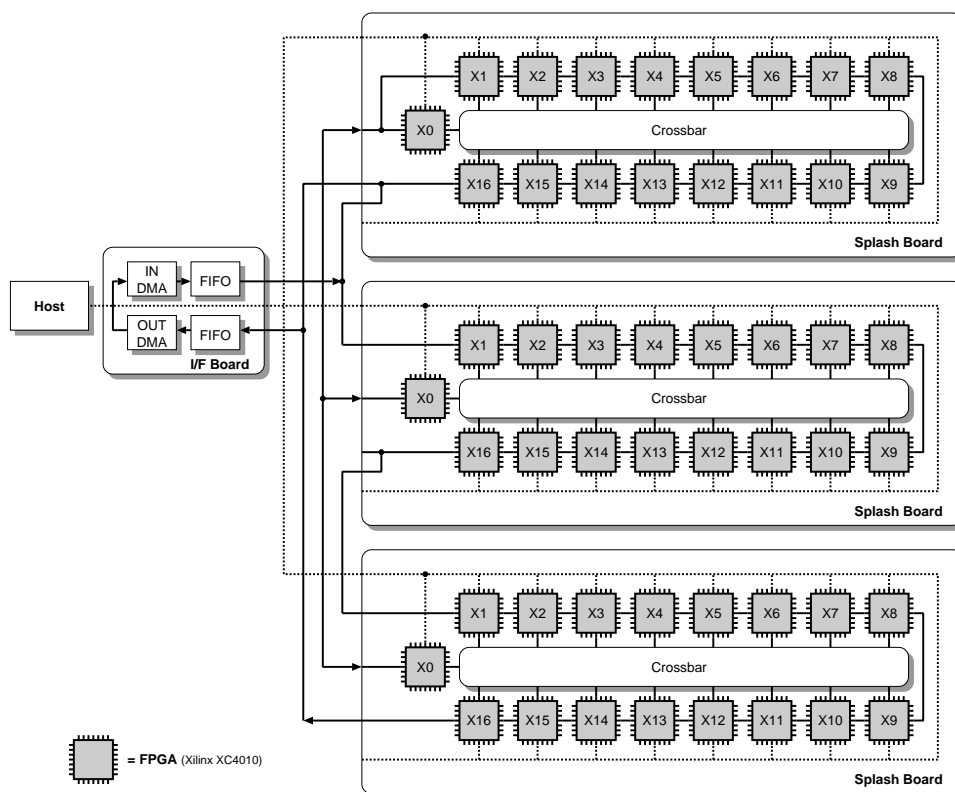 X1 X2 X3 X4 X5 X6 X7 X8
X0 Crossbar
X16 X15 X14 X13 X12 X11 X10 X9
Splash Board
IN
DMA
FIFO
Host
OUT
DMA
FIFO
I/F Board
X1 X2 X3 X4 X5 X6 X7 X8
X0 Crossbar
X16 X15 X14 X13 X12 X11 X10 X9
Splash Board
X1 X2 X3 X4 X5 X6 X7 X8
X0 Crossbar
X16 X15 X14 X13 X12 X11 X10 X9
= FPGA (Xilinx XC4010)
Splash Board